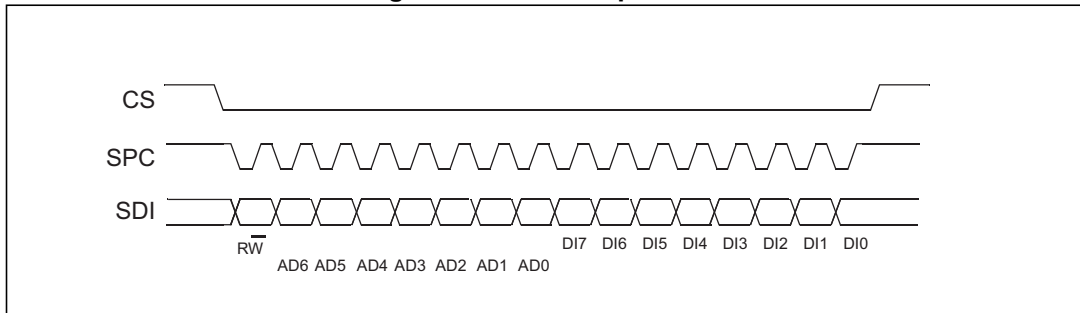 CS
SPC
SDI
RW
DI7 DI6 DI5 DI4 DI3 DI2 DI1 DI0
AD6 AD5 AD4 AD3 AD2 AD1 AD0